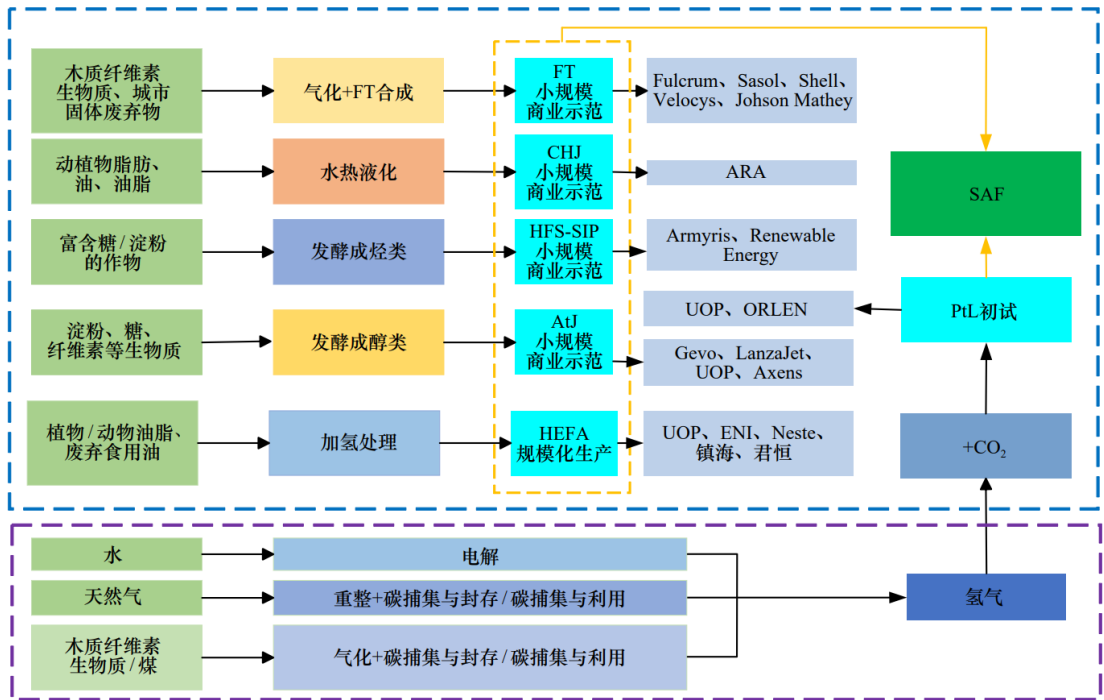 木质纤维素
生物质、城市
固体废弃物
气化+FT合成
FT
小规模
商业示范
Fulcrum、Sasol、Shell、
Velocys、Johson Mathey
动植物脂肪、
油、油脂
水热液化
CHJ
小规模
商业示范
ARA
SAF
富含糖/淀粉
的作物
发酵成烃类
HFS-SIP
小规模
商业示范
Armyris、Renewable
Energy
淀粉、糖、
纤维素等生物质
发酵成醇类
AtJ
小规模
商业示范
UOP、ORLEN
PtL初试
Gevo、LanzaJet、
UOP、Axens
植物/动物油脂、
废弃食用油
加氢处理
HEFA
规模化生产
UOP、ENI、Neste、
镇海、君恒
+CO₂
水
电解
天然气
重整+碳捕集与封存/碳捕集与利用
氢气
木质纤维素
生物质/煤
气化+碳捕集与封存/碳捕集与利用